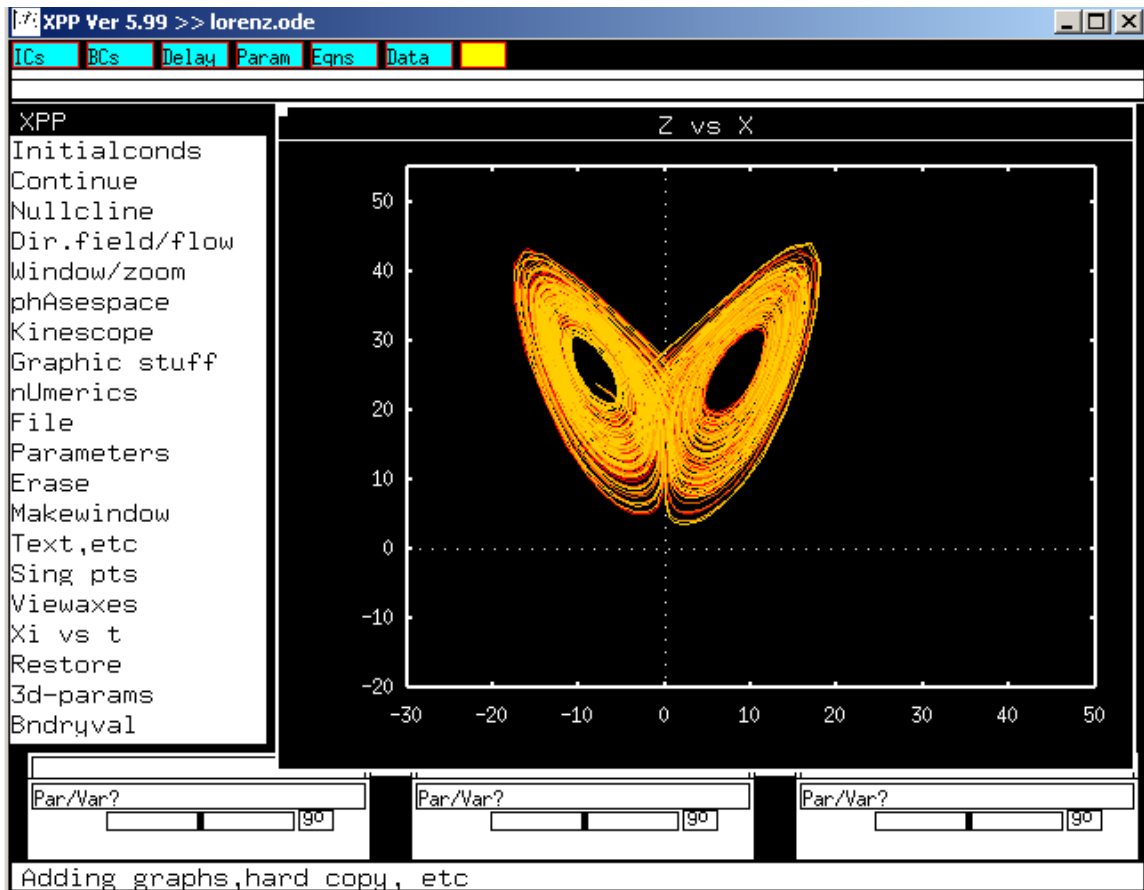 XPP Ver 5.99 >> lorenz.ode
ICs BCs Delay Param Eqns Data
XPP
Initialconds
Continue
Nullcline
Dir.field/flow
Window/zoom
phAsespace
Kinescope
Graphic stuff
nUmerics
File
Parameters
Erase
Makewindow
Text,etc
Sing pts
Viewaxes
Xi vs t
Restore
3d-params
Bndryval
Z vs X
50
40
30
20
10
0
-10
-20
-30 -20 -10 0 10 20 30 40 50
Par/Var? Par/Var? Par/Var?
go go go
Adding graphs,hard copy, etc